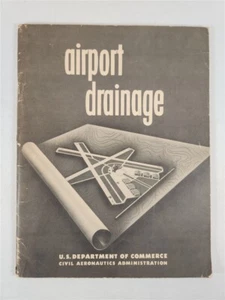 airport
drainage
U.S. DEPARTMENT OF COMMERCE
CIVIL AERONAUTICS ADMINISTRATION